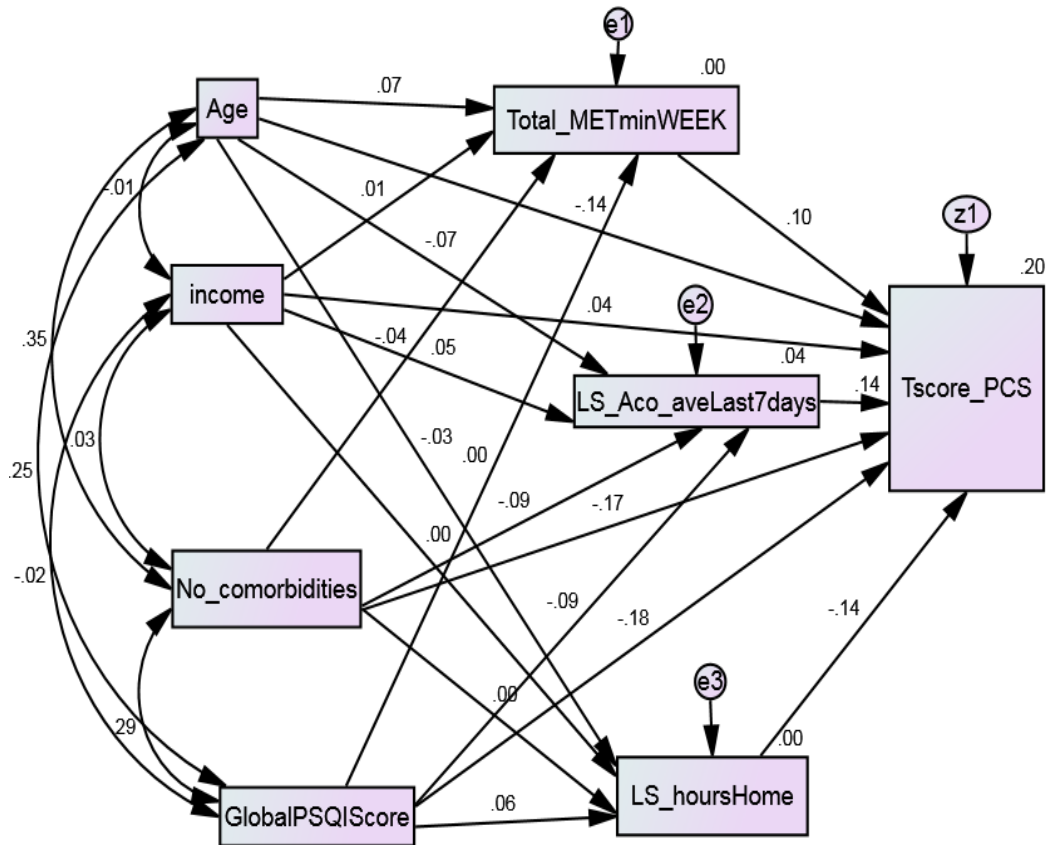 e1
.00
Age
.07
Total_METminWEEK
-.01
.01
-.14
.10
z1
-.07
.20
income
e2
.04
.35
-.04
.05
.04
Tscore_PCS
LS_Aco_aveLast7days
.14
.03
-.03
.00
.25
-.09
-.17
.00
-.02
No_comorbidities
-.09
-.18
-.14
e3
.00
.29
.00
GlobalPSQIScore
.06
LS_hoursHome